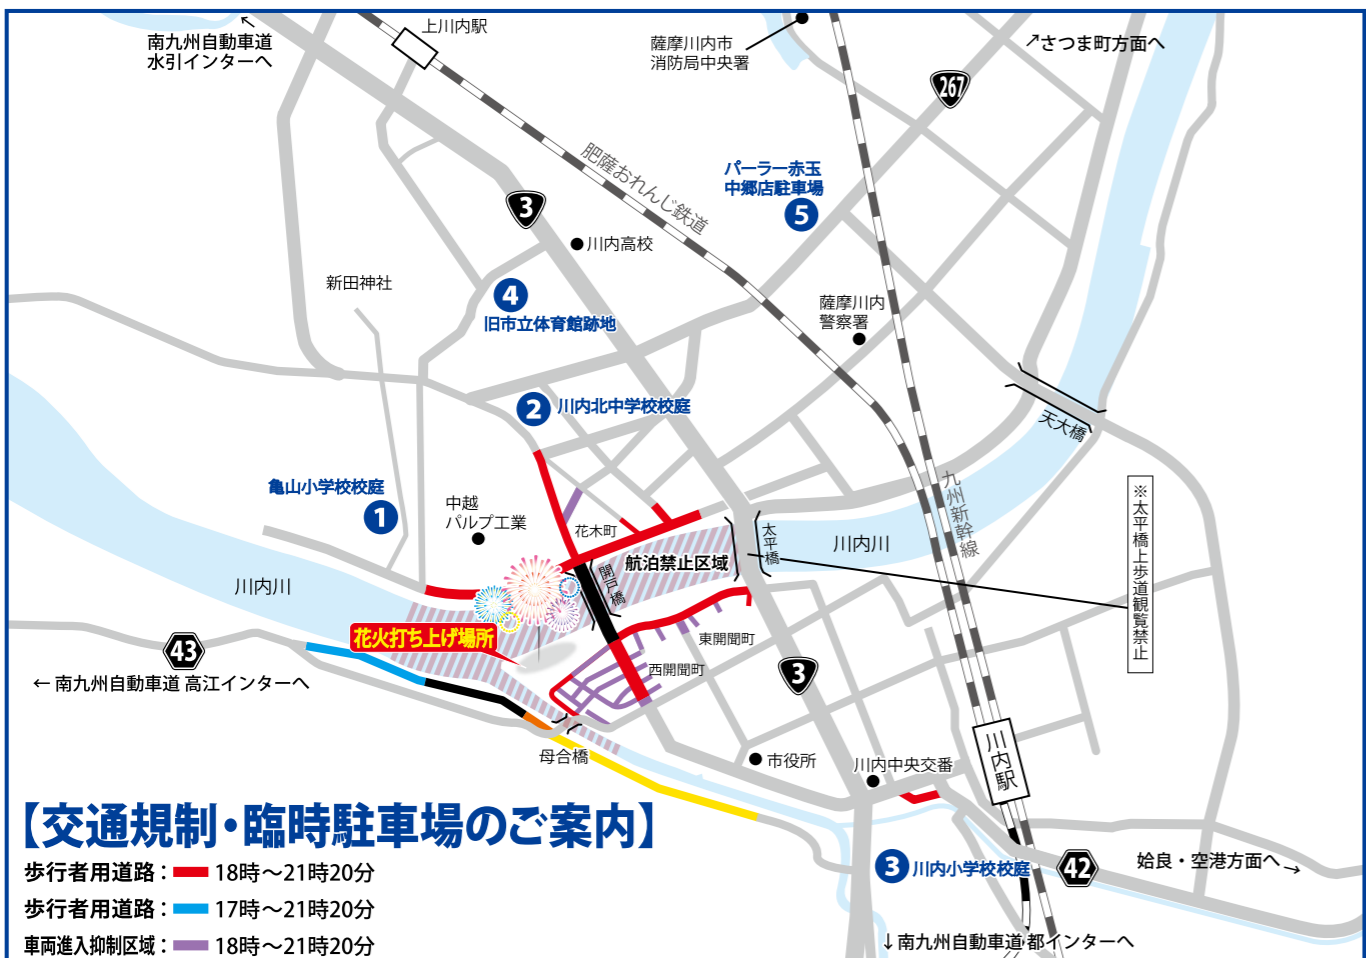 上川内駅
南九州自動車道
水引インターへ
薩摩川内市
消防局中央署
さつま町方面へ
267
肥薩おれんじ鉄道
パーラー赤玉
中郷店駐車場
5
3
川内高校
新田神社
4
旧市立体育館跡地
薩摩川内
警察署
2
川内北中学校校庭
天大橋
亀山小学校校庭
1
中越
パルプ工業
花木町
九州新幹線
※太平橋上歩道観覧禁止
太平橋
川内川
航泊禁止区域
開戸橋
川内川
花火打ち上げ場所
東開聞町
西開聞町
43
← 南九州自動車道 高江インターへ
3
母合橋
市役所
川内中央交番
川内駅
【交通規制・臨時駐車場のご案内】
歩行者用道路：18時～21時20分
歩行者用道路：17時～21時20分
車両進入抑制区域：18時～21時20分
3
川内小学校校庭
42
姶良・空港方面へ→
↓南九州自動車道 都インターへ